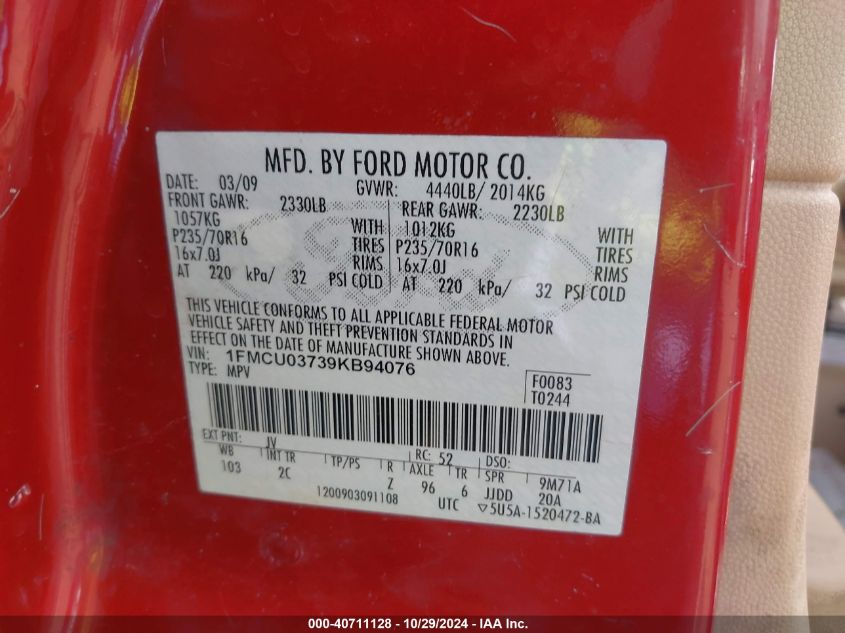 MFD. BY FORD MOTOR CO.
DATE: 03/09 GVWR: 4440LB/ 2014KG
FRONT GAWR: 2330LB REAR GAWR: 2230LB
1057KG WITH 1012KG WITH
P235/70R16 TIRES P235/70R16 TIRES
16x7.0J RIMS 16x7.0J RIMS
AT 220 kPa/ 32 PSI COLD AT 220 kPa/ 32 PSI COLD
THIS VEHICLE CONFORMS TO ALL APPLICABLE FEDERAL MOTOR
VEHICLE SAFETY AND THEFT PREVENTION STANDARDS IN
EFFECT ON THE DATE OF MANUFACTURE SHOWN ABOVE.
VIN: 1FMCU03739KB94076
TYPE: MPV
F0083
T0244
EXT PNT: JV RC: 52 DSO:
WB INT TR TP/PS R AXLE TR SPR 9M71A
103 2C Z 96 6 JJDD 20A
1200903091108 UTC ▽5U5A-1520472-BA
Ford
000-40711128 - 10/29/2024 - IAA Inc.